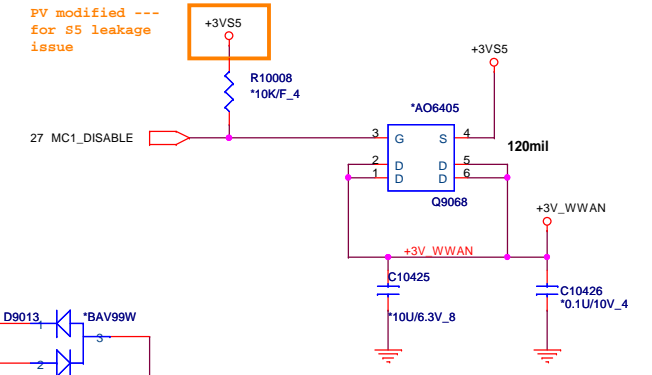 PV modified ---
for S5 leakage
issue
+3VS5
+3VS5
R10008
*10K/F_4
*AO6405
27 MC1_DISABLE
3 G S 4
120mil
2 D D 5
1 D D 6
Q9068
+3V_WWAN
+3V_WWAN
C10425
C10426
*0.1U/10V_4
*10U/6.3V_8
D9013 1 *BAV99W
3
2